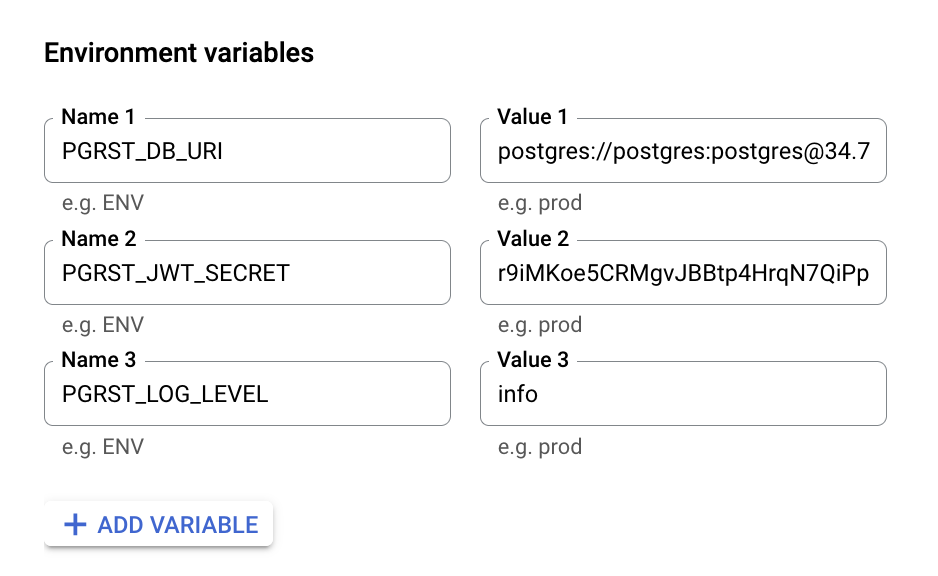 Environment variables
Name 1
PGRST_DB_URI
e.g. ENV
Value 1
postgres://postgres:postgres@34.7
e.g. prod
Name 2
PGRST_JWT_SECRET
e.g. ENV
Value 2
r9iMKoe5CRMgvJBBtp4HrqN7QiPp
e.g. prod
Name 3
PGRST_LOG_LEVEL
e.g. ENV
Value 3
info
e.g. prod
ADD VARIABLE